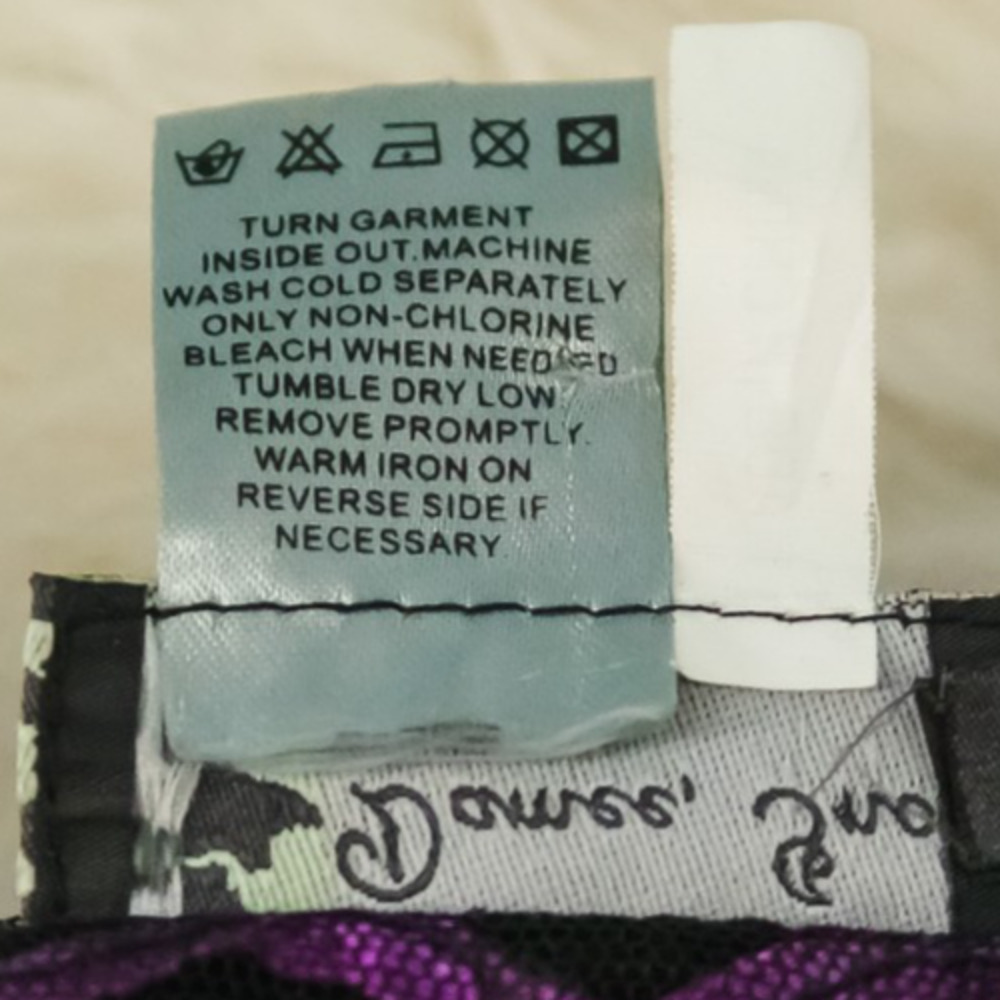 TURN GARMENT
INSIDE OUT.MACHINE
WASH COLD SEPARATELY
ONLY NON-CHLORINE
BLEACH WHEN NEEDED
TUMBLE DRY LOW
REMOVE PROMPTLY.
WARM IRON ON
REVERSE SIDE IF
NECESSARY